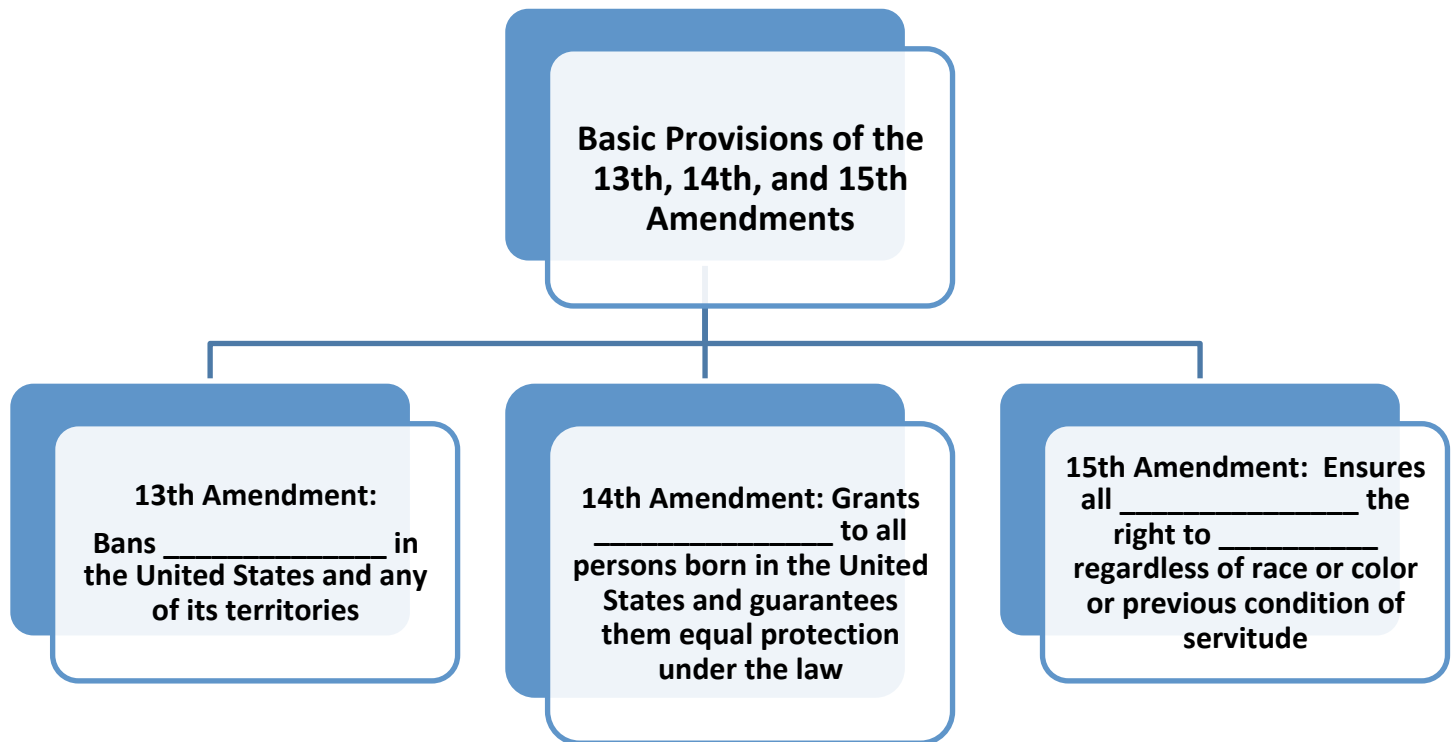 Basic Provisions of the
13th, 14th, and 15th
Amendments
13th Amendment:
Bans ______________ in
the United States and any
of its territories
14th Amendment: Grants
_______________ to all
persons born in the United
States and guarantees
them equal protection
under the law
15th Amendment:  Ensures
all _______________ the
right to __________
regardless of race or color
or previous condition of
servitude